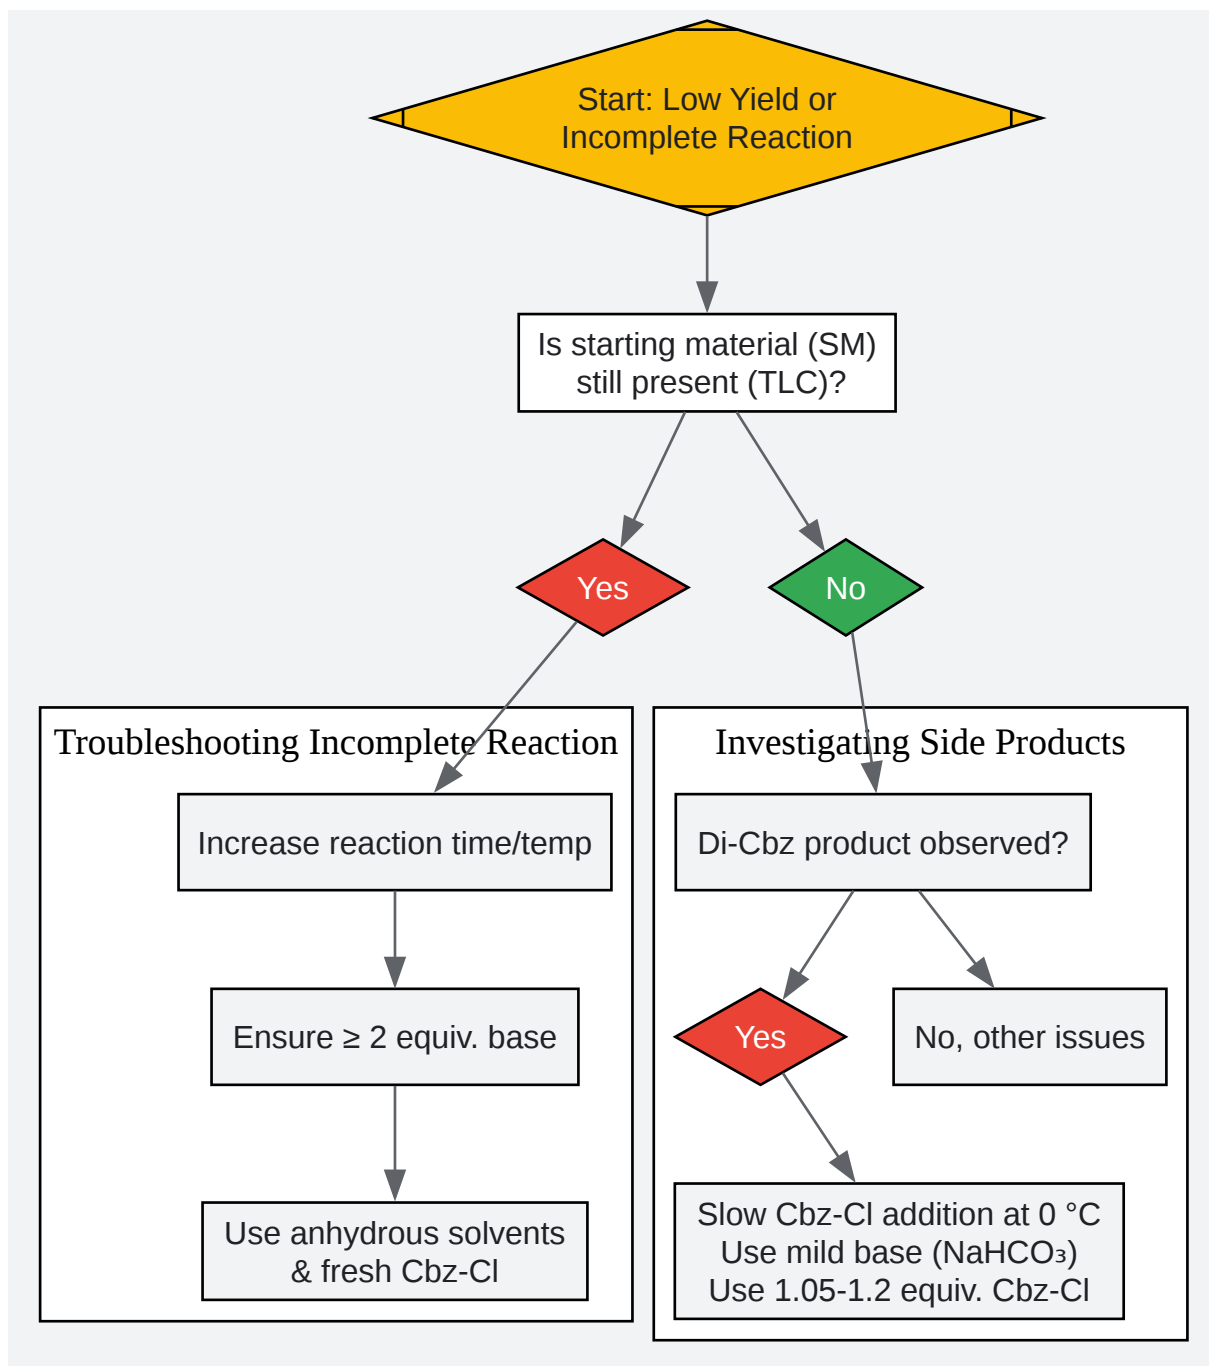 Start: Low Yield or
Incomplete Reaction
Is starting material (SM)
still present (TLC)?
Yes
No
Troubleshooting Incomplete Reaction
Increase reaction time/temp
Ensure ≥ 2 equiv. base
Use anhydrous solvents
& fresh Cbz-Cl
Investigating Side Products
Di-Cbz product observed?
Yes
No, other issues
Slow Cbz-Cl addition at 0 °C
Use mild base (NaHCO₃)
Use 1.05-1.2 equiv. Cbz-Cl